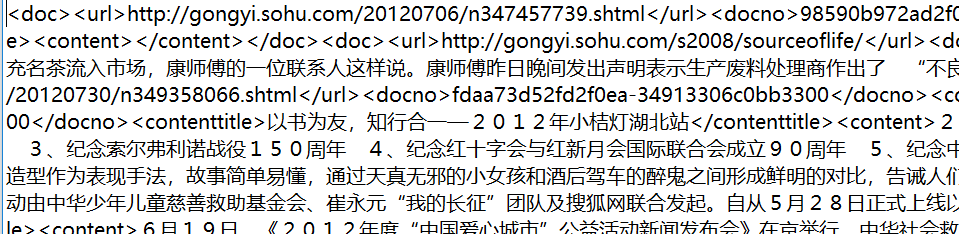 <doc><url>http://gongyi.sohu.com/20120706/n347457739.shtml</url><docno>98590b972ad2f0
e><content></content></doc><doc><url>http://gongyi.sohu.com/s2008/sourceoflife/</url><do
充名茶流入市场，康师傅的一位联系人这样说。康师傅昨日晚间发出声明表示生产废料处理商作出了　“不良
/20120730/n349358066.shtml</url><docno>fdaa73d52fd2f0ea-34913306c0bb3300</docno><co
00</docno><contenttitle>以书为友，知行合一—２０１２年小桔灯湖北站</contenttitle><content>２
　３、纪念索尔弗利诺战役１５０周年　４、纪念红十字会与红新月会国际联合会成立９０周年　５、纪念中
造型作为表现手法，故事简单易懂，通过天真无邪的小女孩和酒后驾车的醉鬼之间形成鲜明的对比，告诫人们
动由中华少年儿童慈善救助基金会、崔永元“我的长征”团队及搜狐网联合发起。自从５月２８日正式上线以
le><content>６月１９日，《２０１２年度“中国爱心城市”公益活动新闻发布会》在京举行。中华社会救